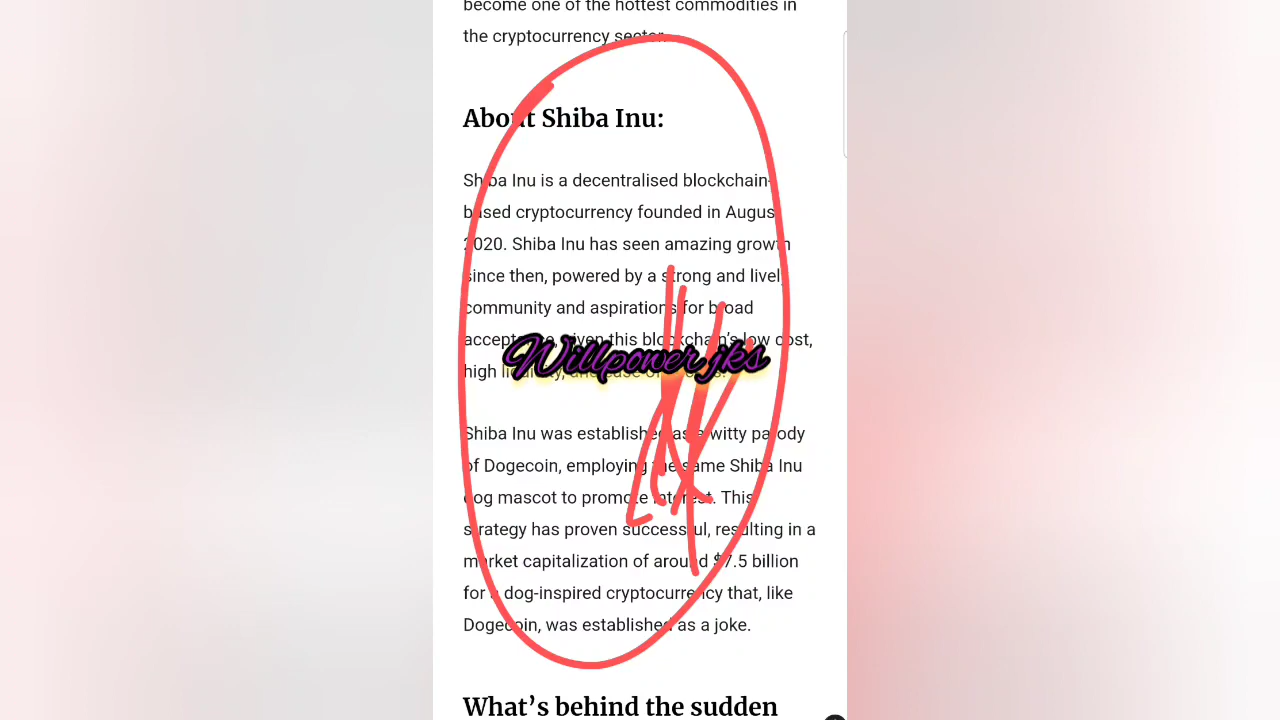 become one of the hottest commodities in
the cryptocurrency sector.
About Shiba Inu:
Shiba Inu is a decentralised blockchain-
based cryptocurrency founded in August
2020. Shiba Inu has seen amazing growth
since then, powered by a strong and lively
community and aspirations for broad
acceptance, given this blockchain's low cost,
Willpower jks
high liquidity, and ease of
Shiba Inu was established as a witty parody
of Dogecoin, employing the same Shiba Inu
dog mascot to promote interest. This
strategy has proven successful, resulting in a
market capitalization of around $7.5 billion
for a dog-inspired cryptocurrency that, like
Dogecoin, was established as a joke.
What's behind the sudden